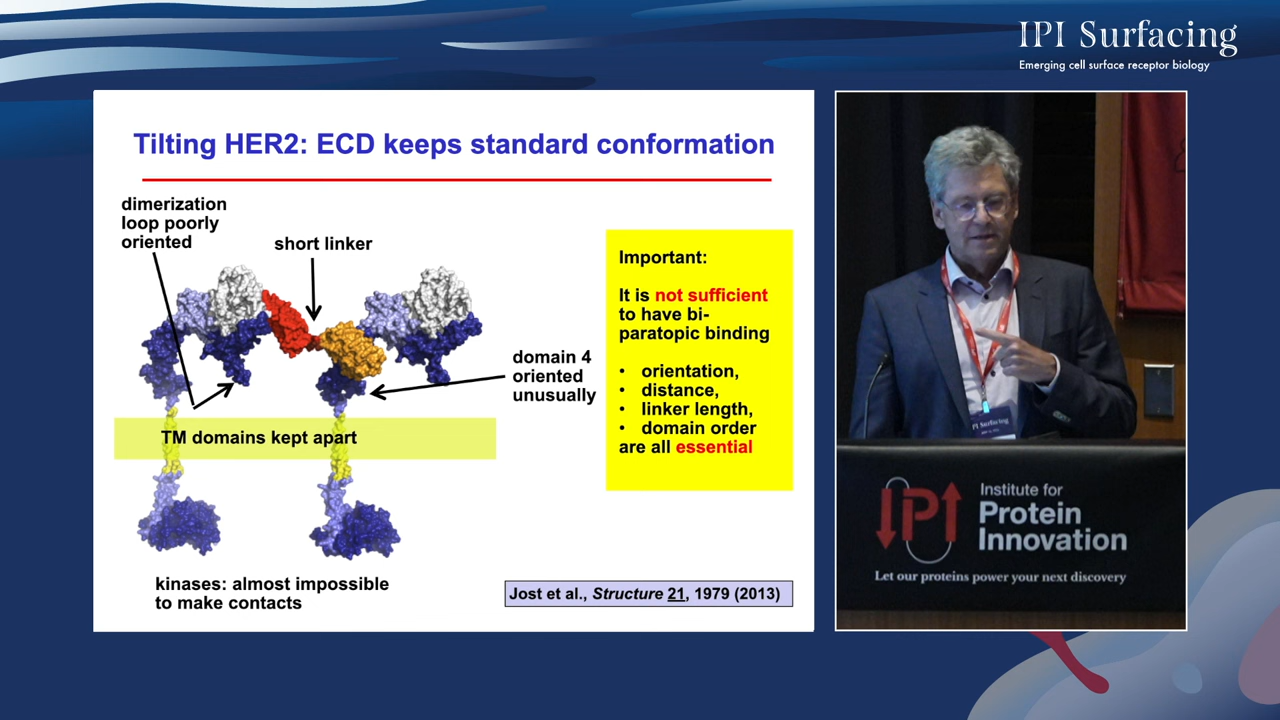 IPI Surfacing
Emerging cell surface receptor biology
Tilting HER2: ECD keeps standard conformation
dimerization
loop poorly
oriented
short linker
domain 4
oriented
unusually
TM domains kept apart
kinases: almost impossible
to make contacts
Important:
It is not sufficient
to have bi-
paratopic binding
• orientation,
• distance,
• linker length,
• domain order
are all essential
Jost et al., Structure 21, 1979 (2013)
IPI Surfacing
IPI
Institute for
Protein
Innovation
Let our proteins power your next discovery